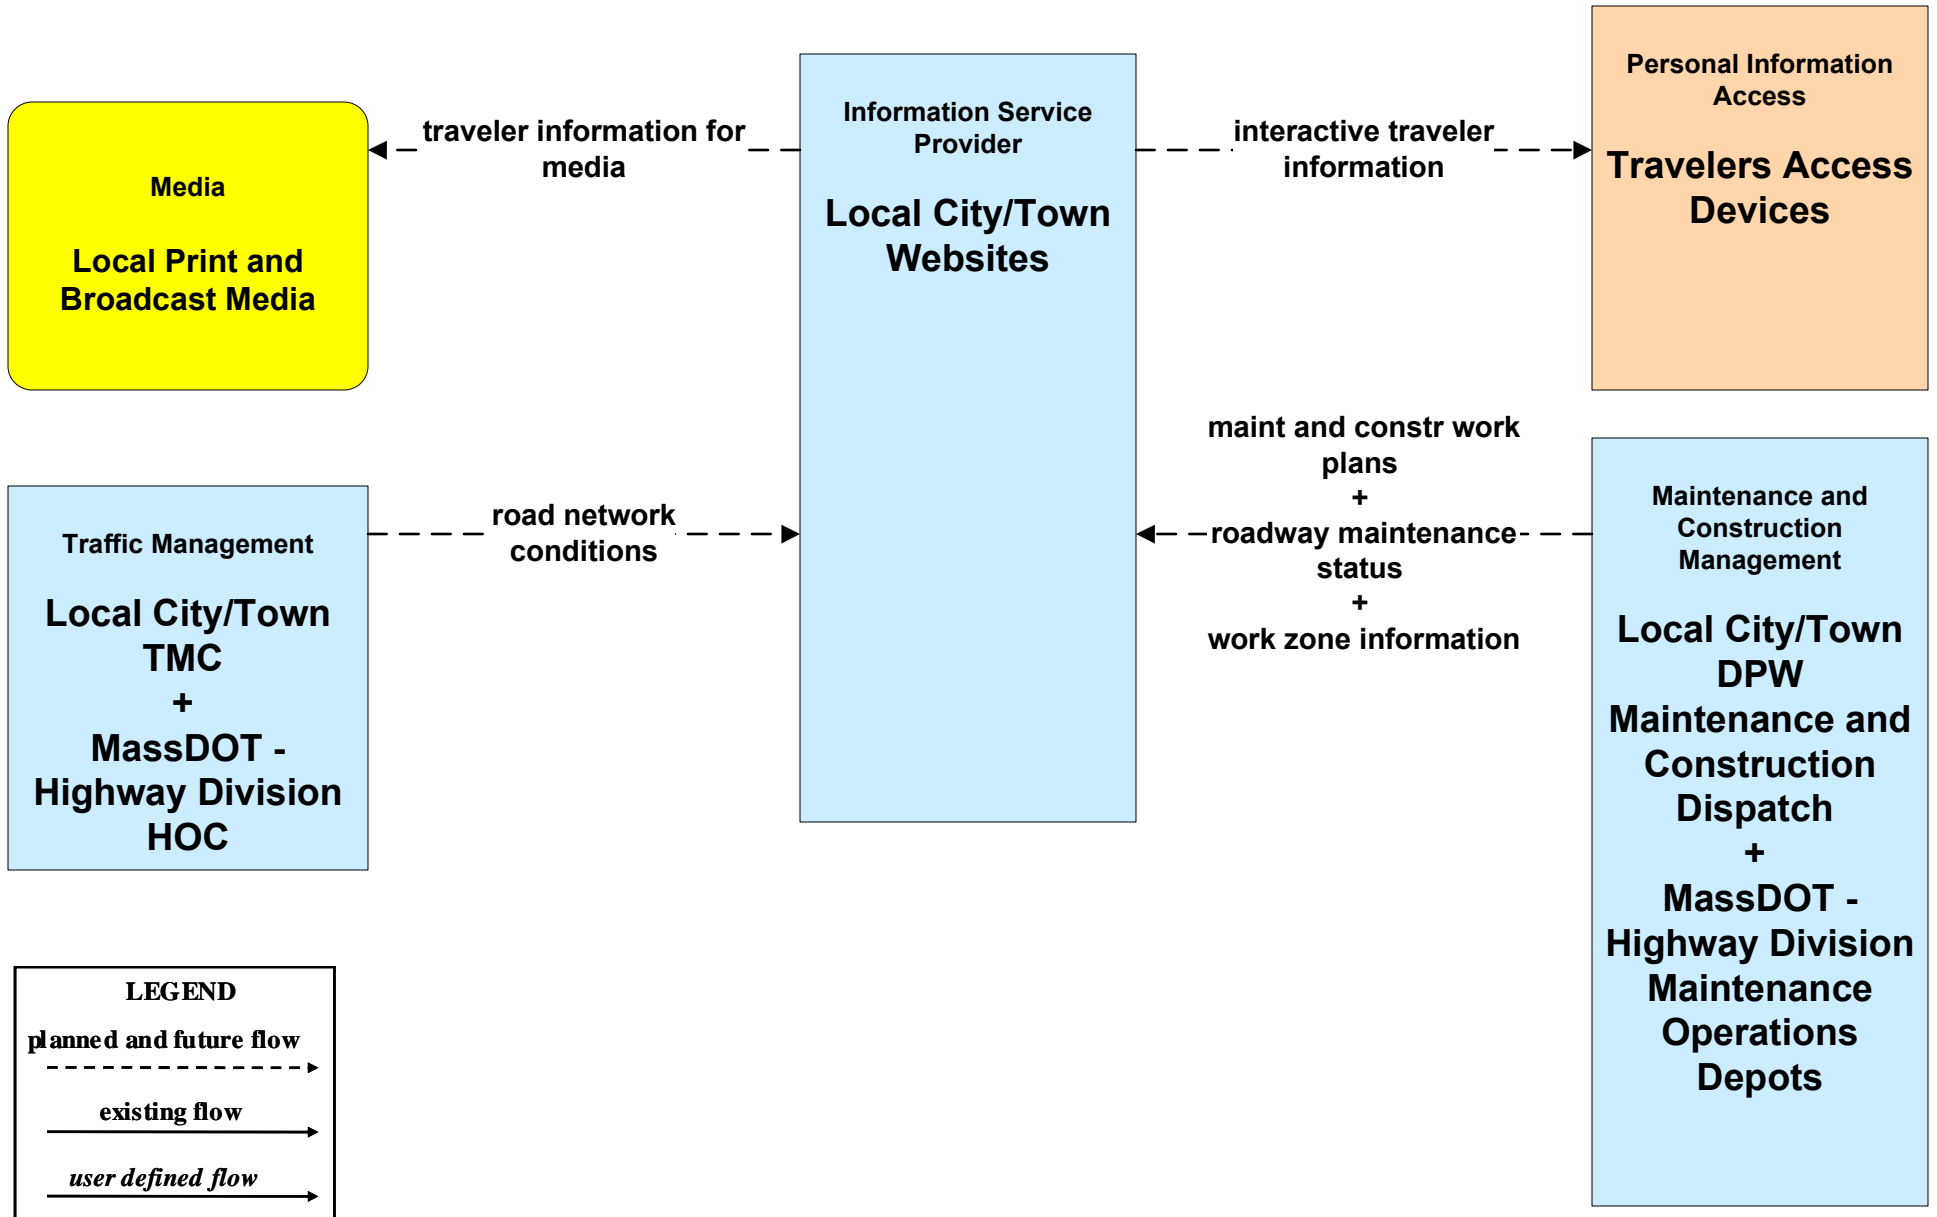 Media
Local Print and
Broadcast Media
traveler information for
media
Information Service
Provider
Local City/Town
Websites
interactive traveler
information
Personal Information
Access
Travelers Access
Devices
Traffic Management
Local City/Town
TMC
+
MassDOT -
Highway Division
HOC
road network
conditions
maint and constr work
plans
+
roadway maintenance
status
+
work zone information
Maintenance and
Construction
Management
Local City/Town
DPW
Maintenance and
Construction
Dispatch
+
MassDOT -
Highway Division
Maintenance
Operations
Depots
LEGEND
planned and future flow
existing flow
user defined flow